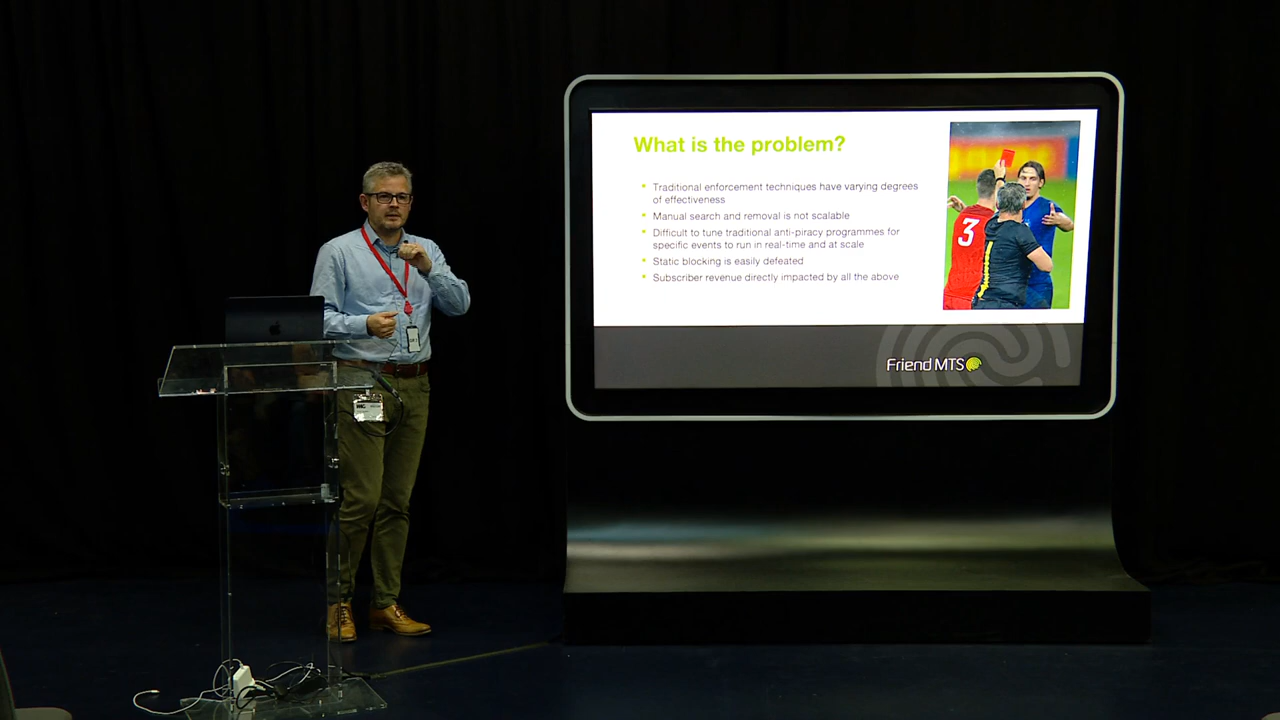 What is the problem?
Traditional enforcement techniques have varying degrees
of effectiveness
Manual search and removal is not scalable
Difficult to tune traditional anti-piracy programmes for
specific events to run in real-time and at scale
Static blocking is easily defeated
Subscriber revenue directly impacted by all the above
3
Friend MTS